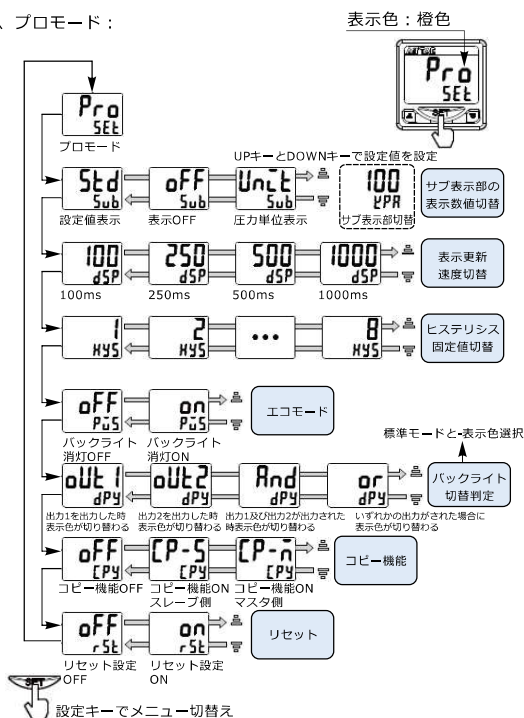 、プロモード：
表示色：橙色
Pro
SEt
SET
Pro
SEt
プロモード
UPキーとDOWNキーで設定値を設定
Std
Sub
oFF
Sub
Unit
Sub
100
kPA
サブ表示部切替
設定値表示
表示OFF
圧力単位表示
サブ表示部の
表示数値切替
100
dSP
250
dSP
500
dSP
1000
dSP
100ms
250ms
500ms
1000ms
表示更新
速度切替
1
HYS
2
HYS
•••
8
HYS
ヒステリシス
固定値切替
oFF
PwS
on
PwS
バックライト
消灯OFF
バックライト
消灯ON
エコモード
標準モードと-表示色選択
oUt1
dPY
oUt2
dPY
And
dPY
or
dPY
出力1を出力した時
表示色が切り替わる
出力2を出力した時
表示色が切り替わる
出力1及び出力2が出力された
時表示色が切り替わる
いずれかの出力がされた場合に
表示色が切り替わる
バックライト
切替判定
oFF
CPY
CP-S
CPY
CP-m
CPY
コピー機能OFF
コピー機能ON
スレーブ側
コピー機能ON
マスタ側
コピー機能
oFF
rSt
on
rSt
リセット設定
OFF
リセット設定
ON
リセット
SET
設定キーでメニュー切替え